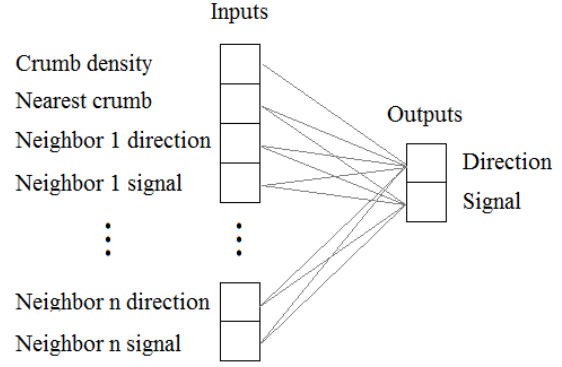 Inputs
Crumb density
Nearest crumb
Neighbor 1 direction
Neighbor 1 signal
Neighbor n direction
Neighbor n signal
Outputs
Direction
Signal